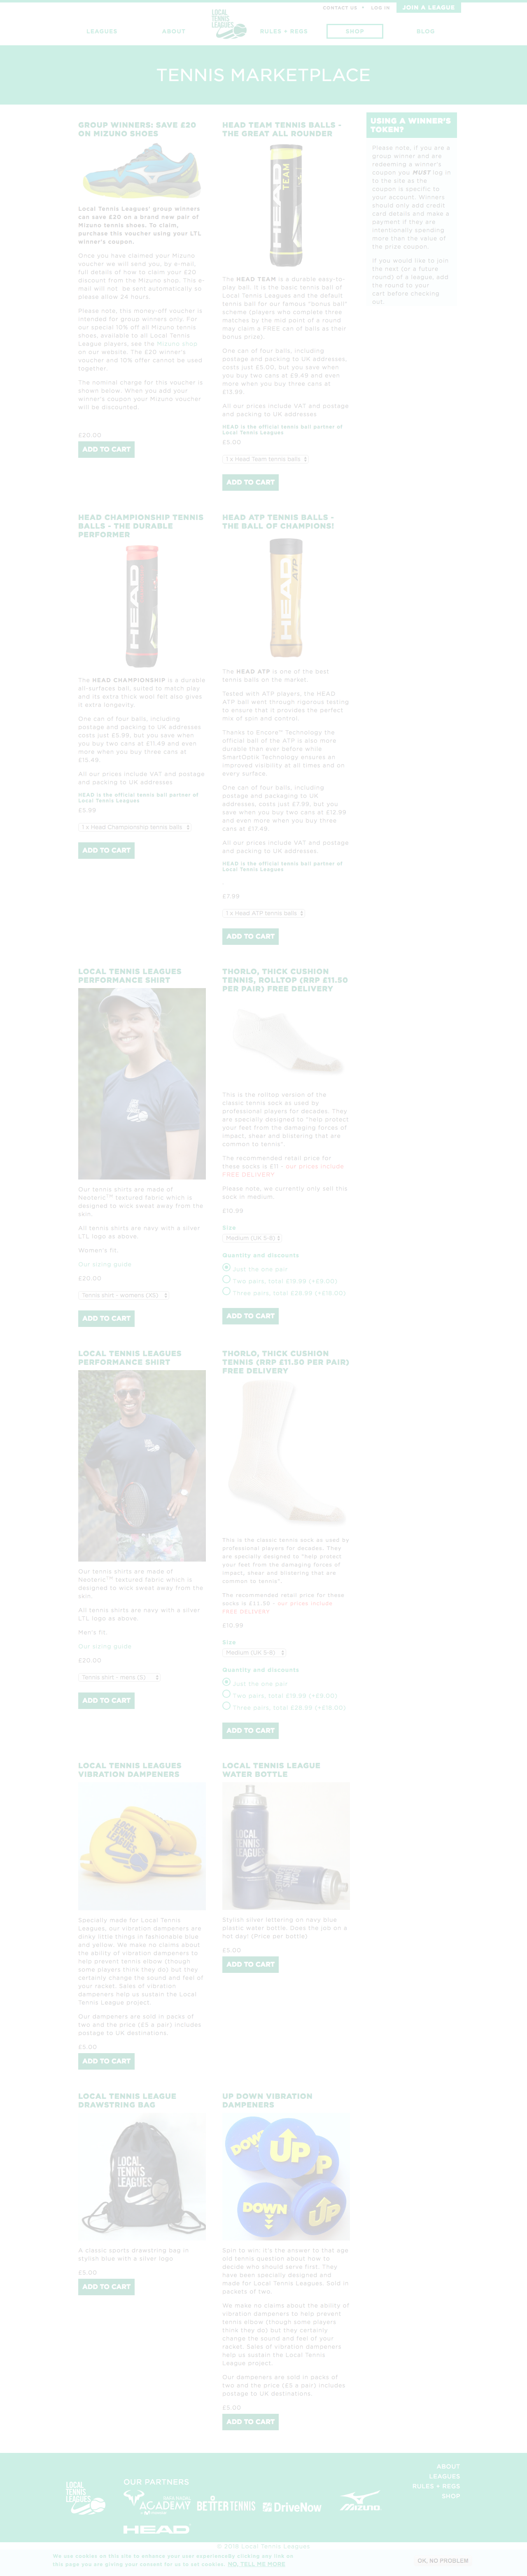 CONTACT US
LOG IN
JOIN A LEAGUE
LEAGUES
ABOUT
LOCAL
TENNIS
LEAGUES
RULES + REGS
SHOP
BLOG
TENNIS MARKETPLACE
GROUP WINNERS: SAVE £20
ON MIZUNO SHOES
Local Tennis Leagues' group winners
can save £20 on a brand new pair of
Mizuno tennis shoes. To claim,
purchase this voucher using your LTL
winner's coupon.
Once you have claimed your Mizuno
voucher we will send you, by e-mail,
full details of how to claim your £20
discount from the Mizuno shop. This e-
mail will not be sent automatically so
please allow 24 hours.
Please note, this money-off voucher is
intended for group winners only. For
our special 10% off all Mizuno tennis
shoes, available to all Local Tennis
League players, see the Mizuno shop
on our website. The £20 winner's
voucher and 10% offer cannot be used
together.
The nominal charge for this voucher is
shown below. When you add your
winner's coupon your Mizuno voucher
will be discounted.
£20.00
ADD TO CART
HEAD TEAM TENNIS BALLS -
THE GREAT ALL ROUNDER
The HEAD TEAM is a durable easy-to-
play ball. It is the basic tennis ball of
Local Tennis Leagues and the default
tennis ball for our famous "bonus ball"
scheme (players who complete three
matches by the mid point of a round
may claim a FREE can of balls as their
bonus prize).
One can of four balls, including
postage and packing to UK addresses,
costs just £5.00, but you save when
you buy two cans at £9.49 and even
more when you buy three cans at
£13.99.
All our prices include VAT and postage
and packing to UK addresses
HEAD is the official tennis ball partner of
Local Tennis Leagues
£5.00
1 x Head Team tennis balls
ADD TO CART
USING A WINNER'S
TOKEN?
Please note, if you are a
group winner and are
redeeming a winner's
coupon you MUST log in
to the site as the
coupon is specific to
your account. Winners
should only add credit
card details and make a
payment if they are
intentionally spending
more than the value of
the prize coupon.
If you would like to join
the next (or a future
round) of a league, add
the round to your
cart before checking
out.
HEAD CHAMPIONSHIP TENNIS
BALLS - THE DURABLE
PERFORMER
The HEAD CHAMPIONSHIP is a durable
all-surfaces ball, suited to match play
and its extra thick wool felt also gives
it extra longevity.
One can of four balls, including
postage and packing to UK addresses
costs just £5.99, but you save when
you buy two cans at £11.49 and even
more when you buy three cans at
£15.49.
All our prices include VAT and postage
and packing to UK addresses
HEAD is the official tennis ball partner of
Local Tennis Leagues
£5.99
1 x Head Championship tennis balls
ADD TO CART
HEAD ATP TENNIS BALLS -
THE BALL OF CHAMPIONS!
The HEAD ATP is one of the best
tennis balls on the market.
Tested with ATP players, the HEAD
ATP ball went through rigorous testing
to ensure that it provides the perfect
mix of spin and control.
Thanks to Encore™ Technology the
official ball of the ATP is also more
durable than ever before while
SmartOptik Technology ensures an
improved visibility at all times and on
every surface.
One can of four balls, including
postage and packaging to UK
addresses, costs just £7.99, but you
save when you buy two cans at £12.99
and even more when you buy three
cans at £17.49.
All our prices include VAT and postage
and packing to UK addresses.
HEAD is the official tennis ball partner of
Local Tennis Leagues
£7.99
1 x Head ATP tennis balls
ADD TO CART
LOCAL TENNIS LEAGUES
PERFORMANCE SHIRT
Our tennis shirts are made of
Neoteric™ textured fabric which is
designed to wick sweat away from the
skin.
All tennis shirts are navy with a silver
LTL logo as above.
Women's fit.
Our sizing guide
£20.00
Tennis shirt - womens (XS)
ADD TO CART
THORLO, THICK CUSHION
TENNIS, ROLLTOP (RRP £11.50
PER PAIR) FREE DELIVERY
This is the rolltop version of the
classic tennis sock as used by
professional players for decades. They
are specially designed to "help protect
your feet from the damaging forces of
impact, shear and blistering that are
common to tennis".
The recommended retail price for
these socks is £11 - our prices include
FREE DELIVERY
Please note, we currently only sell this
sock in medium.
£10.99
Size
Medium (UK 5-8)
Quantity and discounts
Just the one pair
Two pairs, total £19.99 (+£9.00)
Three pairs, total £28.99 (+£18.00)
ADD TO CART
LOCAL TENNIS LEAGUES
PERFORMANCE SHIRT
Our tennis shirts are made of
Neoteric™ textured fabric which is
designed to wick sweat away from the
skin.
All tennis shirts are navy with a silver
LTL logo as above.
Men's fit.
Our sizing guide
£20.00
Tennis shirt - mens (S)
ADD TO CART
THORLO, THICK CUSHION
TENNIS (RRP £11.50 PER PAIR)
FREE DELIVERY
This is the classic tennis sock as used by
professional players for decades. They
are specially designed to "help protect
your feet from the damaging forces of
impact, shear and blistering that are
common to tennis".
The recommended retail price for these
socks is £11.50 - our prices include
FREE DELIVERY
£10.99
Size
Medium (UK 5-8)
Quantity and discounts
Just the one pair
Two pairs, total £19.99 (+£9.00)
Three pairs, total £28.99 (+£18.00)
ADD TO CART
LOCAL TENNIS LEAGUES
VIBRATION DAMPENERS
Specially made for Local Tennis
Leagues, our vibration dampeners are
dinky little things in fashionable blue
and yellow. We make no claims about
the ability of vibration dampeners to
help prevent tennis elbow (though
some players think they do) but they
certainly change the sound and feel of
your racket. Sales of vibration
dampeners help us sustain the Local
Tennis League project.
Our dampeners are sold in packs of
two and the price (£5 a pair) includes
postage to UK destinations.
£5.00
ADD TO CART
LOCAL TENNIS LEAGUE
WATER BOTTLE
Stylish silver lettering on navy blue
plastic water bottle. Does the job on a
hot day! (Price per bottle)
£5.00
ADD TO CART
LOCAL TENNIS LEAGUE
DRAWSTRING BAG
A classic sports drawstring bag in
stylish blue with a silver logo
£5.00
ADD TO CART
UP DOWN VIBRATION
DAMPENERS
Spin to win: it's the answer to that age
old tennis question about how to
decide who should serve first. They
have been specially designed and
made for Local Tennis Leagues. Sold in
packets of two.
We make no claims about the ability of
vibration dampeners to help prevent
tennis elbow (though some players
think they do) but they certainly
change the sound and feel of your
racket. Sales of vibration dampeners
help us sustain the Local Tennis
League project.
Our dampeners are sold in packs of
two and the price (£5 a pair) includes
postage to UK destinations.
£5.00
ADD TO CART
OUR PARTNERS
ACADEMY
BETTER TENNIS
DriveNow
MIZUNO
HEAD
ABOUT
LEAGUES
RULES + REGS
SHOP
© 2018 Local Tennis Leagues
We use cookies on this site to enhance your user experience By clicking any link on
this page you are giving your consent for us to set cookies. NO, TELL ME MORE
OK, NO PROBLEM